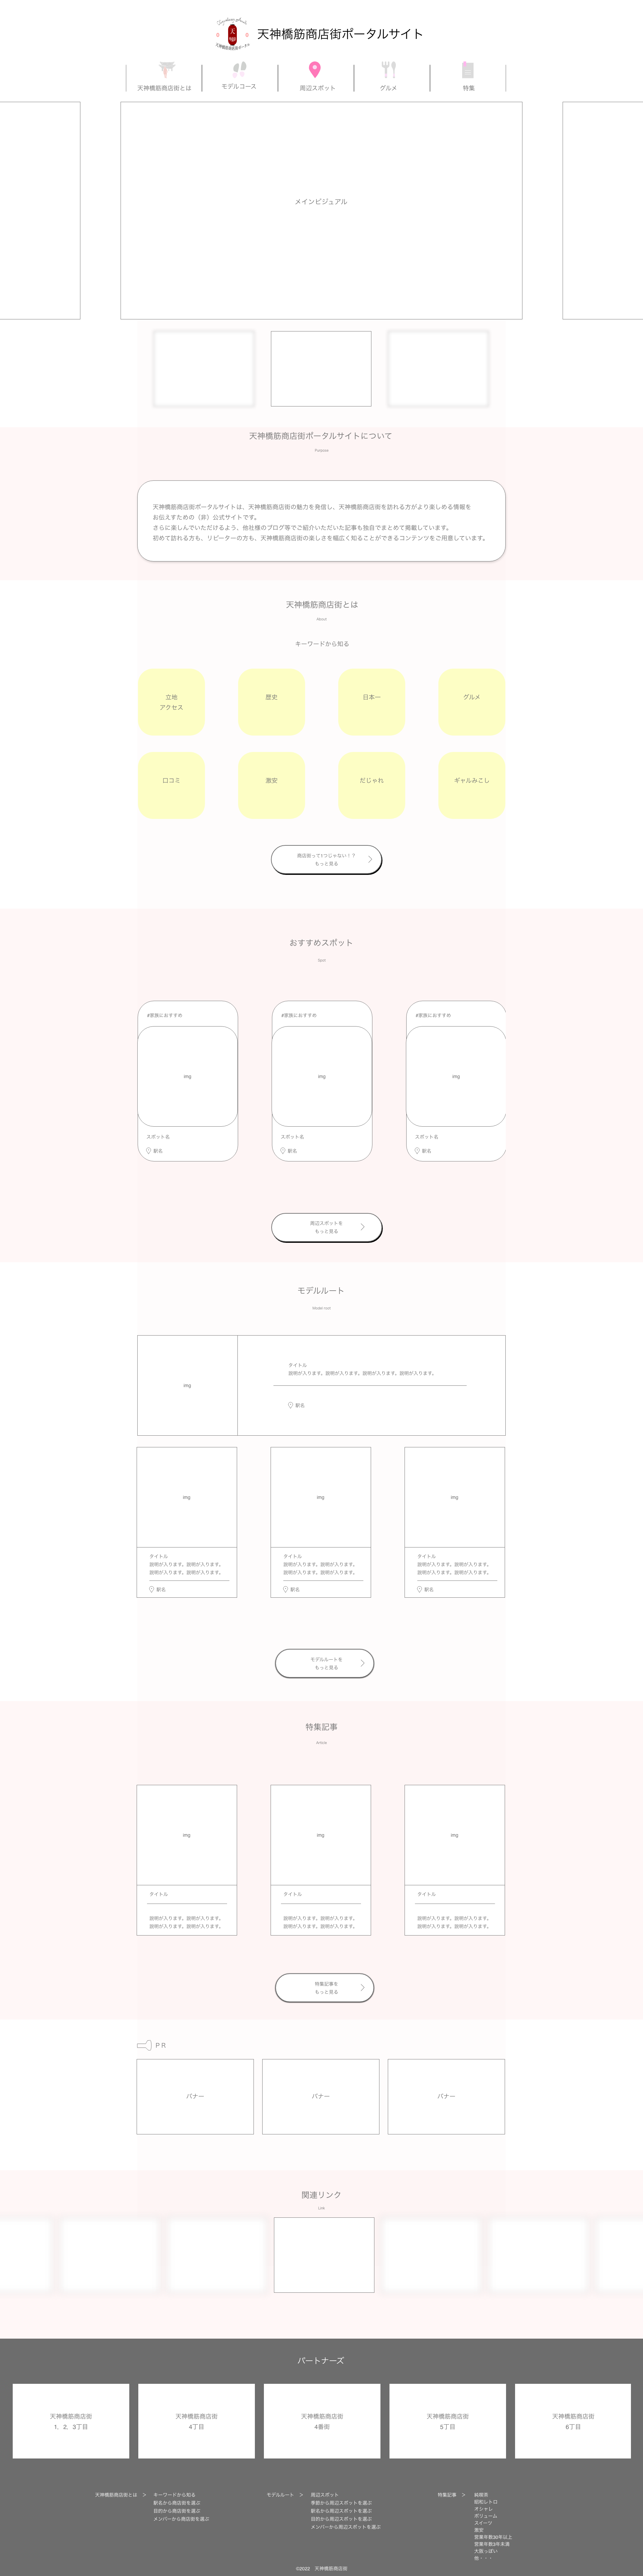 天神橋筋商店街ポータル
天神橋筋商店街ポータルサイト
天神橋筋商店街とは
モデルコース
周辺スポット
グルメ
特集
メインビジュアル
天神橋筋商店街ポータルサイトについて
Purpose
天神橋筋商店街ポータルサイトは、天神橋筋商店街の魅力を発信し、天神橋筋商店街を訪れる方がより楽しめる情報を
お伝えすための（非）公式サイトです。
さらに楽しんでいただけるよう、他社様のブログ等でご紹介いただいた記事も独自でまとめて掲載しています。
初めて訪れる方も、リピーターの方も、天神橋筋商店街の楽しさを幅広く知ることができるコンテンツをご用意しています。
天神橋筋商店街とは
About
キーワードから知る
立地
アクセス
歴史
日本一
グルメ
口コミ
激安
だじゃれ
ギャルみこし
商店街って1つじゃない！？
もっと見る
おすすめスポット
Spot
#家族におすすめ
#家族におすすめ
#家族におすすめ
img
img
img
スポット名
スポット名
スポット名
駅名
駅名
駅名
周辺スポットを
もっと見る
モデルルート
img
タイトル
説明が入ります。説明が入ります。説明が入ります。説明が入ります。
駅名
img
img
img
タイトル
説明が入ります。説明が入ります。
説明が入ります。説明が入ります。
駅名
タイトル
説明が入ります。説明が入ります。
説明が入ります。説明が入ります。
駅名
タイトル
説明が入ります。説明が入ります。
説明が入ります。説明が入ります。
駅名
モデルルートを
もっと見る
特集記事
Article
img
img
img
タイトル
説明が入ります。説明が入ります。
説明が入ります。説明が入ります。
タイトル
説明が入ります。説明が入ります。
説明が入ります。説明が入ります。
タイトル
説明が入ります。説明が入ります。
説明が入ります。説明が入ります。
特集記事を
もっと見る
PR
バナー
バナー
バナー
関連リンク
Link
パートナーズ
天神橋筋商店街
1、2、3丁目
天神橋筋商店街
4丁目
天神橋筋商店街
4番街
天神橋筋商店街
5丁目
天神橋筋商店街
6丁目
天神橋筋商店街とは ＞
キーワードから知る
駅名から商店街を選ぶ
目的から商店街を選ぶ
メンバーから商店街を選ぶ
モデルルート ＞
周辺スポット
季節から周辺スポットを選ぶ
駅名から周辺スポットを選ぶ
目的から周辺スポットを選ぶ
メンバーから周辺スポットを選ぶ
特集記事 ＞
昭和レトロ
オシャレ
ボリューム
スイーツ
激安
営業年数30年以上
営業年数3年未満
大阪っぽい
他・・・
©2022 天神橋筋商店街